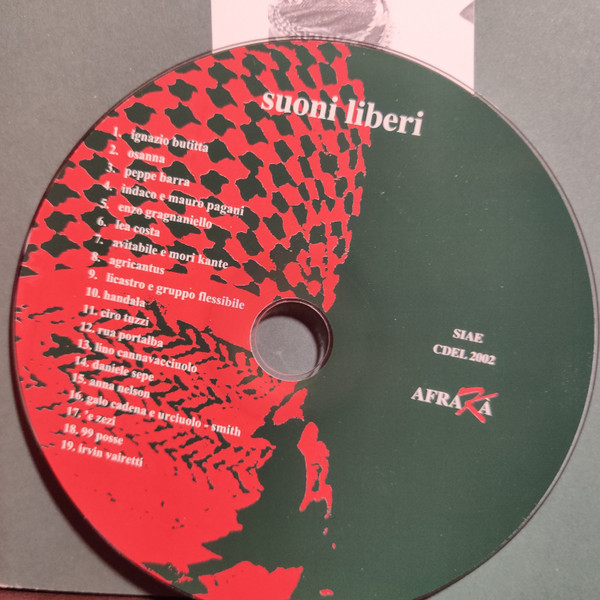 suoni liberi
1. ignazio butitta
2. osanna
3. peppe barra
4. indaco e mauro pagani
5. enzo gragnaniello
6. lea costa
7. avitabile e mori kante
8. agricantus
9. licastro e gruppo flessibile
10. handala
11. ciro tuzzi
12. rua portalba
13. lino cannavacciuolo
14. daniele sepe
15. anna nelson
16. galo cadena e urciuolo - smith
17. 'e zezi
18. 99 posse
19. irvin vairetti
SIAE
CDEL 2002
AFRAKÀ